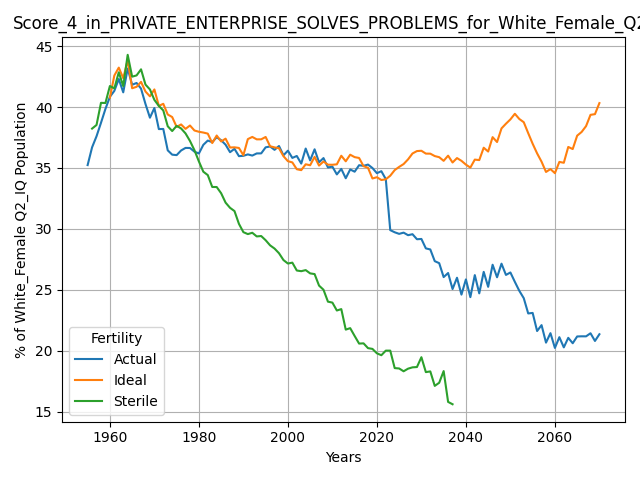 Score_4_in_PRIVATE_ENTERPRISE_SOLVES_PROBLEMS_for_White_Female_Q2
% of White_Female Q2_IQ Population
45
40
35
30
25
20
15
Fertility
Actual
Ideal
Sterile
1960
1980
2000
2020
2040
2060
Years